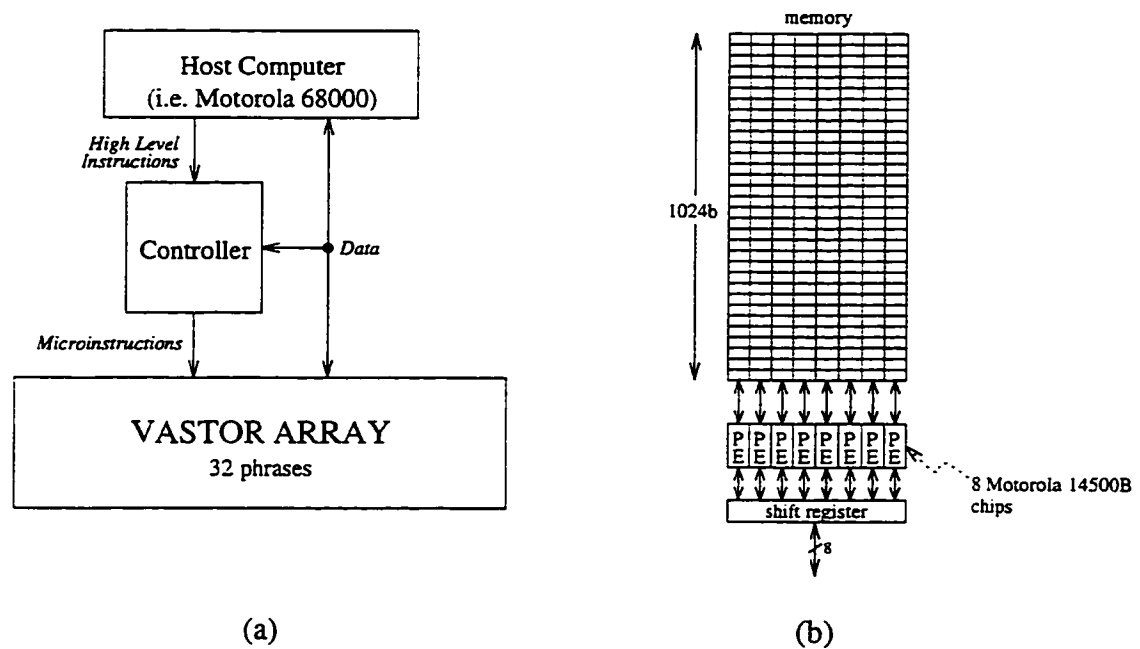 Host Computer
(i.e. Motorola 68000)
High Level
Instructions
Controller
Data
Microinstructions
VASTOR ARRAY
32 phrases
(a)
memory
1024b
P P P P P P P P
E E E E E E E E
8 Motorola 14500B
chips
shift register
8
(b)